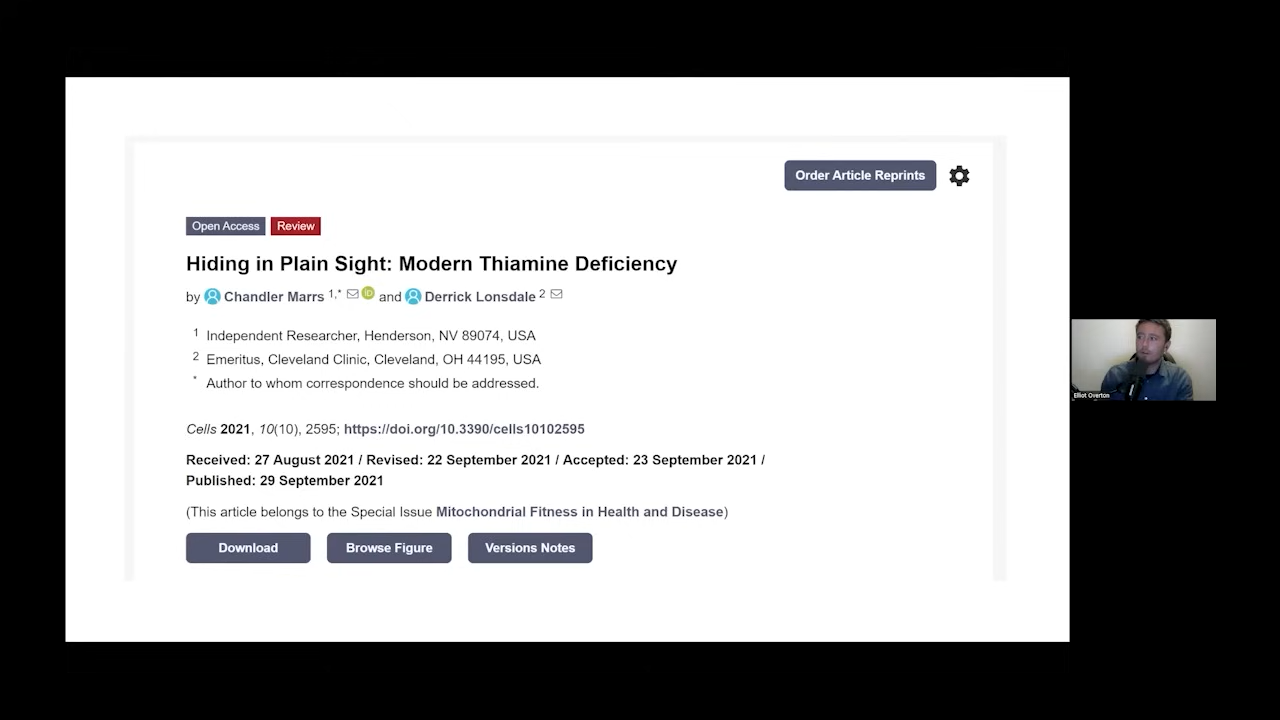 Order Article Reprints
Open Access Review
Hiding in Plain Sight: Modern Thiamine Deficiency
by Chandler Marrs 1,* iD and Derrick Lonsdale 2
1 Independent Researcher, Henderson, NV 89074, USA
2 Emeritus, Cleveland Clinic, Cleveland, OH 44195, USA
* Author to whom correspondence should be addressed.
Cells 2021, 10(10), 2595; https://doi.org/10.3390/cells10102595
Received: 27 August 2021 / Revised: 22 September 2021 / Accepted: 23 September 2021 /
Published: 29 September 2021
(This article belongs to the Special Issue Mitochondrial Fitness in Health and Disease)
Download Browse Figure Versions Notes
Elliot Overton